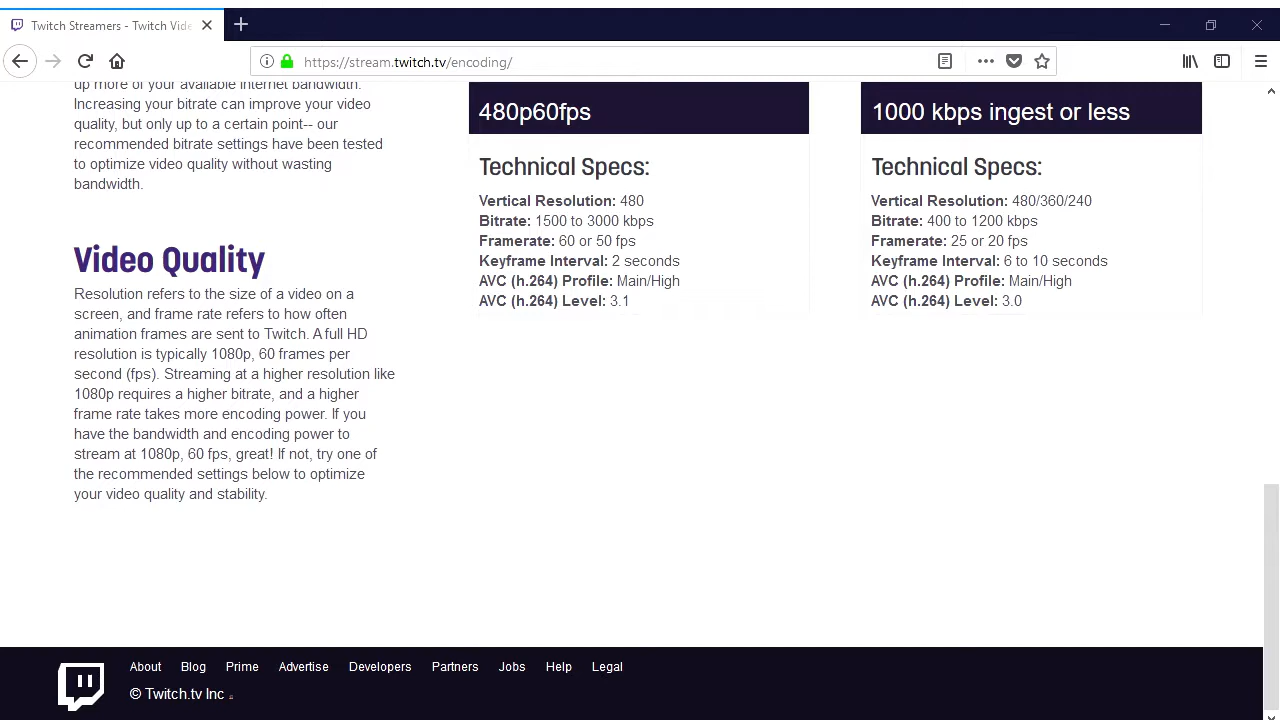 Twitch Streamers - Twitch Vide
https://stream.twitch.tv/encoding/
up more of your available internet bandwidth.
Increasing your bitrate can improve your video
quality, but only up to a certain point-- our
recommended bitrate settings have been tested
to optimize video quality without wasting
bandwidth.
Video Quality
Resolution refers to the size of a video on a
screen, and frame rate refers to how often
animation frames are sent to Twitch. A full HD
resolution is typically 1080p, 60 frames per
second (fps). Streaming at a higher resolution like
1080p requires a higher bitrate, and a higher
frame rate takes more encoding power. If you
have the bandwidth and encoding power to
stream at 1080p, 60 fps, great! If not, try one of
the recommended settings below to optimize
your video quality and stability.
480p60fps
Technical Specs:
Vertical Resolution: 480
Bitrate: 1500 to 3000 kbps
Framerate: 60 or 50 fps
Keyframe Interval: 2 seconds
AVC (h.264) Profile: Main/High
AVC (h.264) Level: 3.1
1000 kbps ingest or less
Technical Specs:
Vertical Resolution: 480/360/240
Bitrate: 400 to 1200 kbps
Framerate: 25 or 20 fps
Keyframe Interval: 6 to 10 seconds
AVC (h.264) Profile: Main/High
AVC (h.264) Level: 3.0
About Blog Prime Advertise Developers Partners Jobs Help Legal
© Twitch.tv Inc